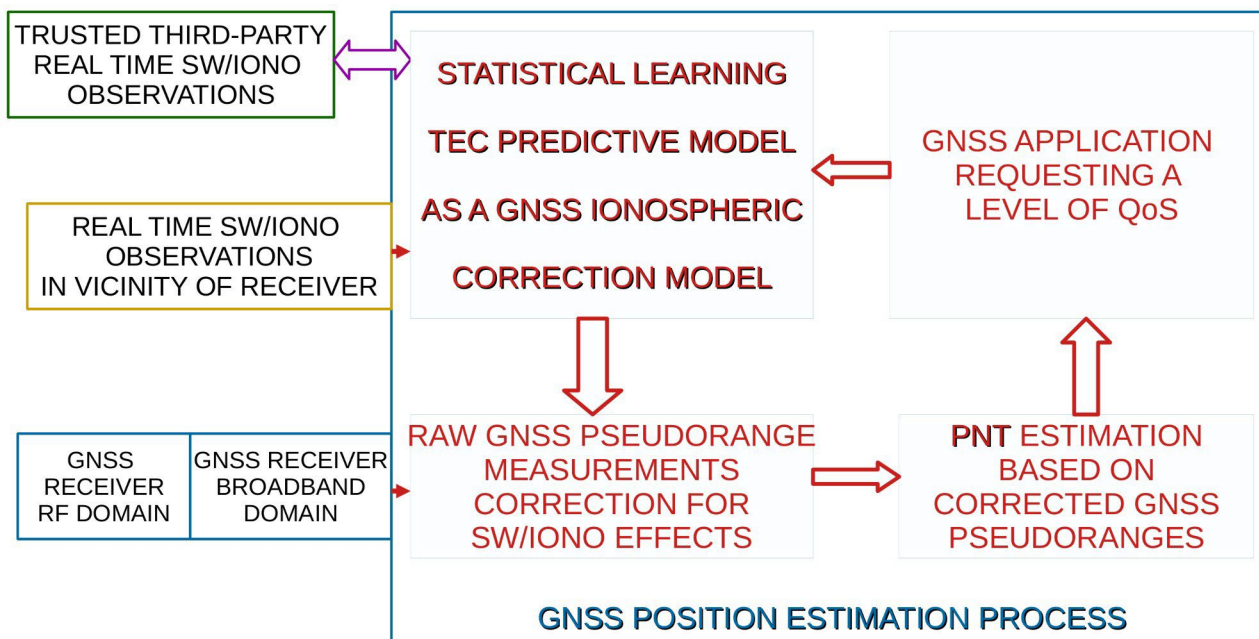 TRUSTED THIRD-PARTY
REAL TIME SW/IONO
OBSERVATIONS
STATISTICAL LEARNING
TEC PREDICTIVE MODEL
AS A GNSS IONOSPHERIC
CORRECTION MODEL
GNSS APPLICATION
REQUESTING A
LEVEL OF QoS
REAL TIME SW/IONO
OBSERVATIONS
IN VICINITY OF RECEIVER
GNSS
RECEIVER
RF DOMAIN
GNSS RECEIVER
BROADBAND
DOMAIN
RAW GNSS PSEUDORANGE
MEASUREMENTS
CORRECTION FOR
SW/IONO EFFECTS
PNT ESTIMATION
BASED ON
CORRECTED GNSS
PSEUDORANGES
GNSS POSITION ESTIMATION PROCESS